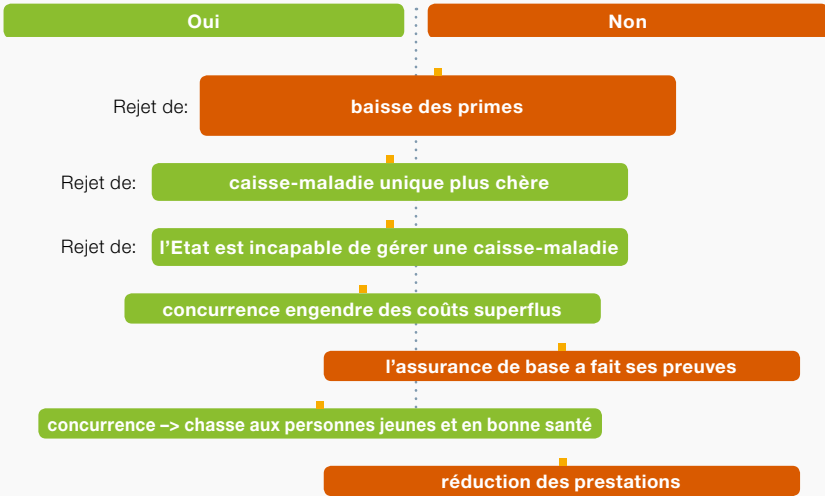 Oui
Non
Rejet de: baisse des primes
Rejet de: caisse-maladie unique plus chère
Rejet de: l'Etat est incapable de gérer une caisse-maladie
concurrence engendre des coûts superflus
l'assurance de base a fait ses preuves
concurrence –> chasse aux personnes jeunes et en bonne santé
réduction des prestations